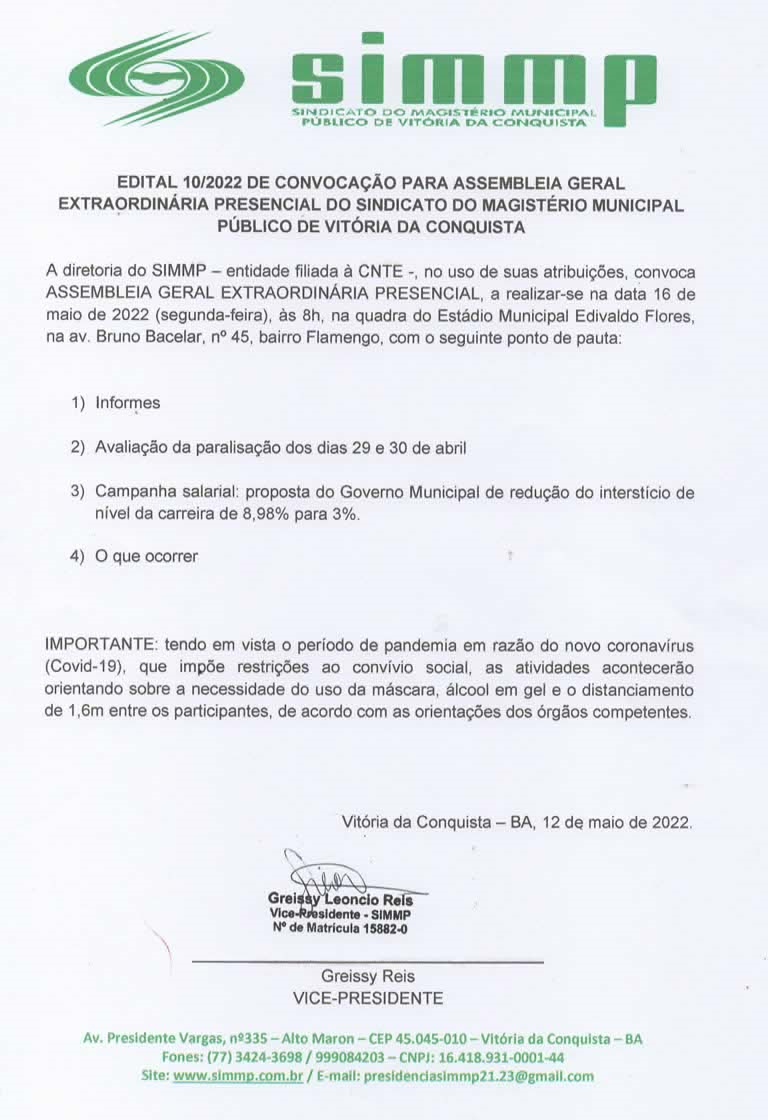 simmp
SINDICATO DO MAGISTÉRIO MUNICIPAL
PÚBLICO DE VITÓRIA DA CONQUISTA
EDITAL 10/2022 DE CONVOCAÇÃO PARA ASSEMBLEIA GERAL
EXTRAORDINÁRIA PRESENCIAL DO SINDICATO DO MAGISTÉRIO MUNICIPAL
PÚBLICO DE VITÓRIA DA CONQUISTA
A diretoria do SIMMP – entidade filiada à CNTE -, no uso de suas atribuições, convoca
ASSEMBLEIA GERAL EXTRAORDINÁRIA PRESENCIAL, a realizar-se na data 16 de
maio de 2022 (segunda-feira), às 8h, na quadra do Estádio Municipal Edivaldo Flores,
na av. Bruno Bacelar, nº 45, bairro Flamengo, com o seguinte ponto de pauta:
1) Informes
2) Avaliação da paralisação dos dias 29 e 30 de abril
3) Campanha salarial: proposta do Governo Municipal de redução do interstício de
nível da carreira de 8,98% para 3%.
4) O que ocorrer
IMPORTANTE: tendo em vista o período de pandemia em razão do novo coronavírus
(Covid-19), que impõe restrições ao convívio social, as atividades acontecerão
orientando sobre a necessidade do uso da máscara, álcool em gel e o distanciamento
de 1,6m entre os participantes, de acordo com as orientações dos órgãos competentes.
Vitória da Conquista – BA, 12 de maio de 2022.
Greissy Leoncio Reis
Vice-Presidente - SIMMP
Nº de Matrícula 15882-0
Greissy Reis
VICE-PRESIDENTE
Av. Presidente Vargas, nº335 – Alto Maron – CEP 45.045-010 – Vitória da Conquista – BA
Fones: (77) 3424-3698 / 999084203 – CNPJ: 16.418.931-0001-44
Site: www.simmp.com.br / E-mail: presidenciasimmp21.23@gmail.com